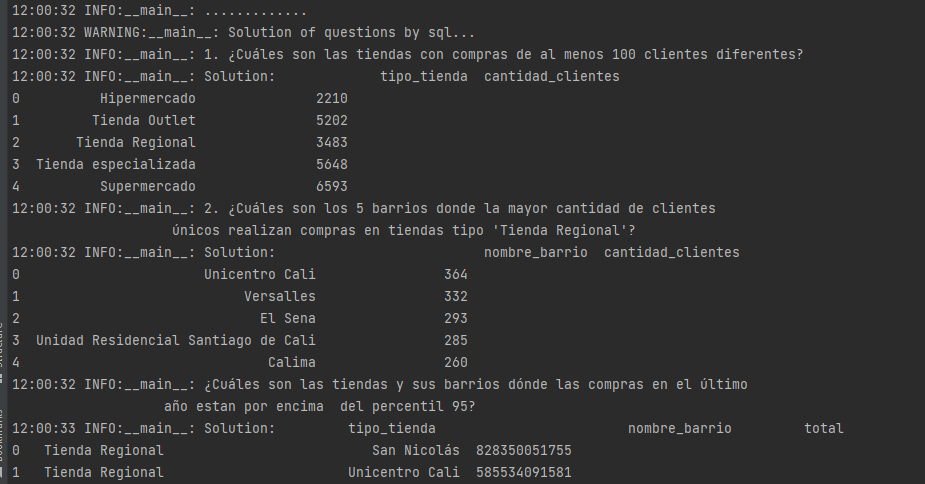 12:00:32 INFO:__main__: .............
12:00:32 WARNING:__main__: Solution of questions by sql...
12:00:32 INFO:__main__: 1. ¿Cuáles son las tiendas con compras de al menos 100 clientes diferentes?
12:00:32 INFO:__main__: Solution:             tipo_tienda  cantidad_clientes
0          Hipermercado               2210
1         Tienda Outlet               5202
2       Tienda Regional               3483
3  Tienda especializada               5648
4          Supermercado               6593
12:00:32 INFO:__main__: 2. ¿Cuáles son los 5 barrios donde la mayor cantidad de clientes
                    únicos realizan compras en tiendas tipo 'Tienda Regional'?
12:00:32 INFO:__main__: Solution:                          nombre_barrio  cantidad_clientes
0                       Unicentro Cali                364
1                            Versalles                332
2                              El Sena                293
3  Unidad Residencial Santiago de Cali                285
4                               Calima                260
12:00:32 INFO:__main__: ¿Cuáles son las tiendas y sus barrios dónde las compras en el último
                   año estan por encima  del percentil 95?
12:00:33 INFO:__main__: Solution:         tipo_tienda                        nombre_barrio         total
0   Tienda Regional                          San Nicolás  828350051755
1   Tienda Regional                       Unicentro Cali  585534091581
Structure
Bookmarks